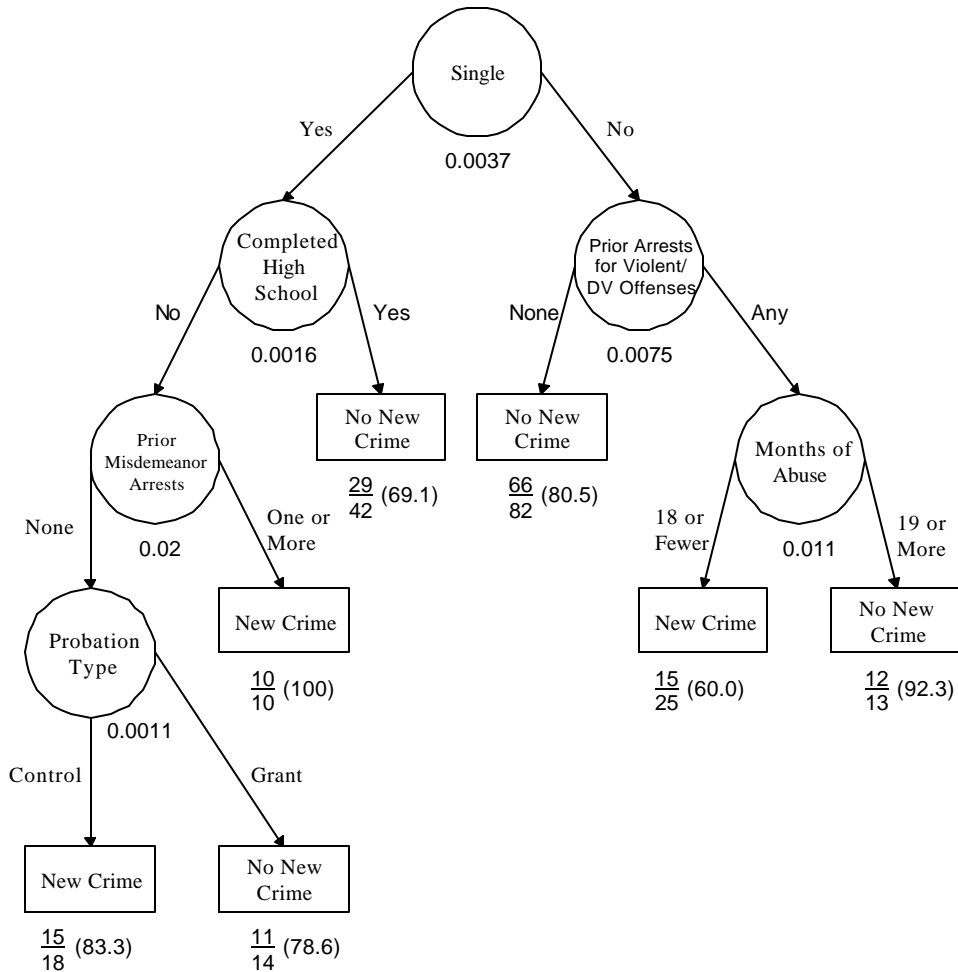 Single
Yes
No
0.0037
Completed
High
School
Prior Arrests
for Violent/
DV Offenses
No
Yes
None
Any
0.0016
0.0075
Prior
Misdemeanor
Arrests
No New
Crime
No New
Crime
Months of
Abuse
29
42 (69.1)
66
82 (80.5)
None
One or
More
18 or
Fewer
19 or
More
0.02
0.011
Probation
Type
New Crime
New Crime
No New
Crime
10
10 (100)
15
25 (60.0)
12
13 (92.3)
0.0011
Control
Grant
New Crime
No New
Crime
15
18 (83.3)
11
14 (78.6)